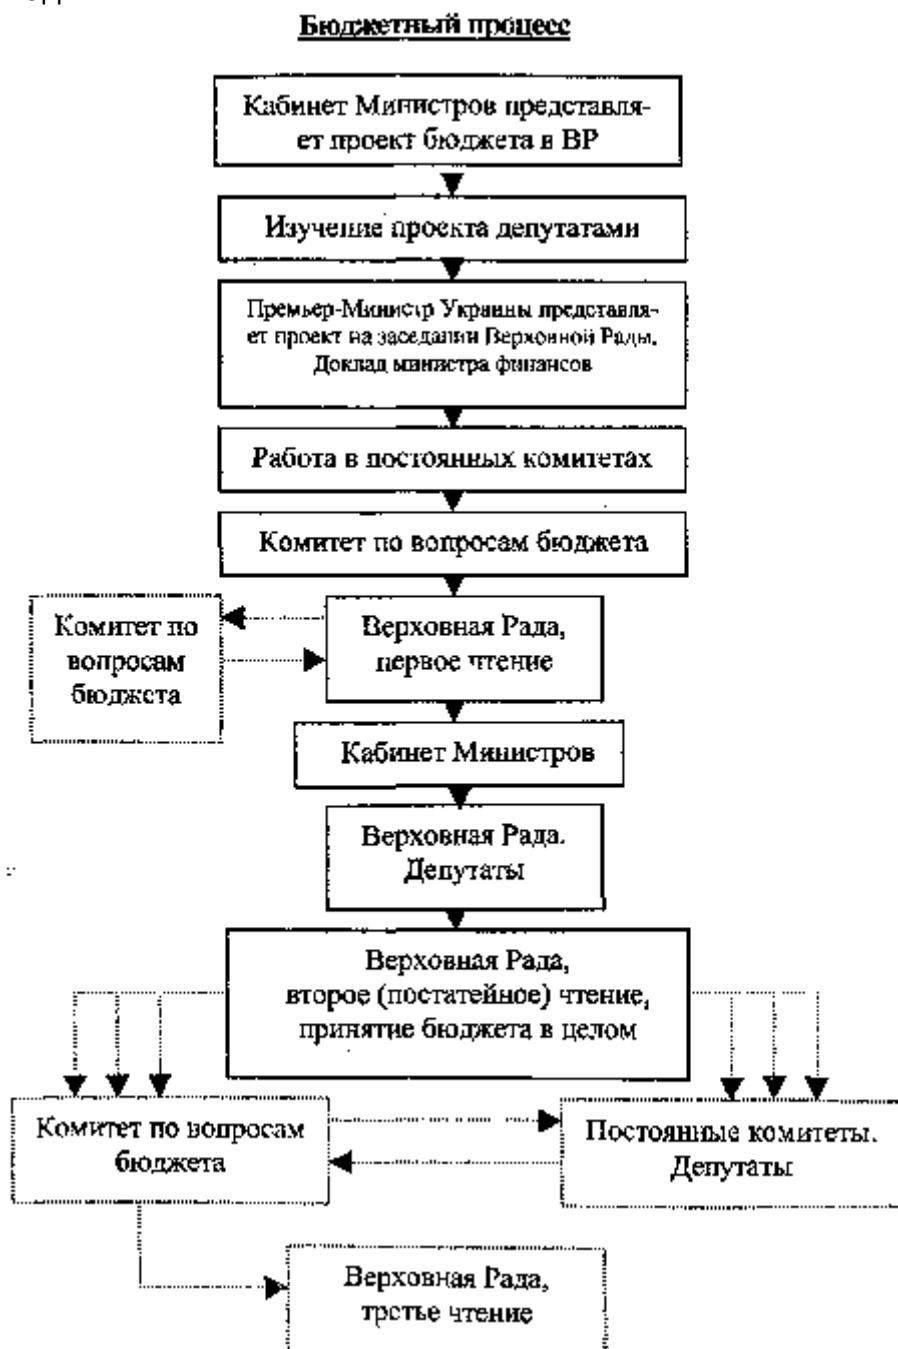 Бюджетный процесс
Кабинет Министров представля-
ет проект бюджета в ВР
Изучение проекта депутатами
Премьер-Министр Украины представля-
ет проект на заседании Верховной Рады.
Доклад министра финансов
Работа в постоянных комитетах
Комитет по вопросам бюджета
Комитет по
вопросам
бюджета
Верховная Рада,
первое чтение
Кабинет Министров
Верховная Рада.
Депутаты
Верховная Рада,
второе (постатейное) чтение,
принятие бюджета в целом
Комитет по вопросам
бюджета
Постоянные комитеты.
Депутаты
Верховная Рада,
третье чтение